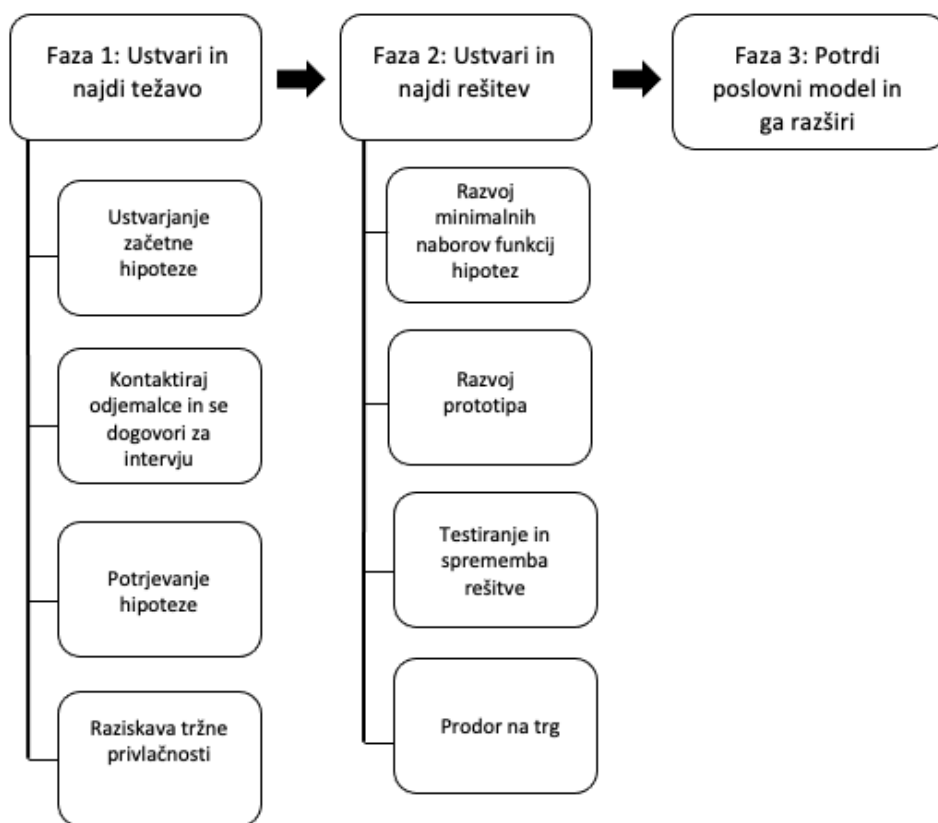 Faza 1: Ustvari in
najdi težavo
Ustvarjanje
začetne
hipoteze
Kontaktiraj
odjemalce in se
dogovori za
intervju
Potrjevanje
hipoteze
Raziskava tržne
privlačnosti
Faza 2: Ustvari in
najdi rešitev
Razvoj
minimalnih
naborov funkcij
hipotez
Razvoj
prototipa
Testiranje in
sprememba
rešitve
Prodor na trg
Faza 3: Potrdi
poslovni model in
ga razširi